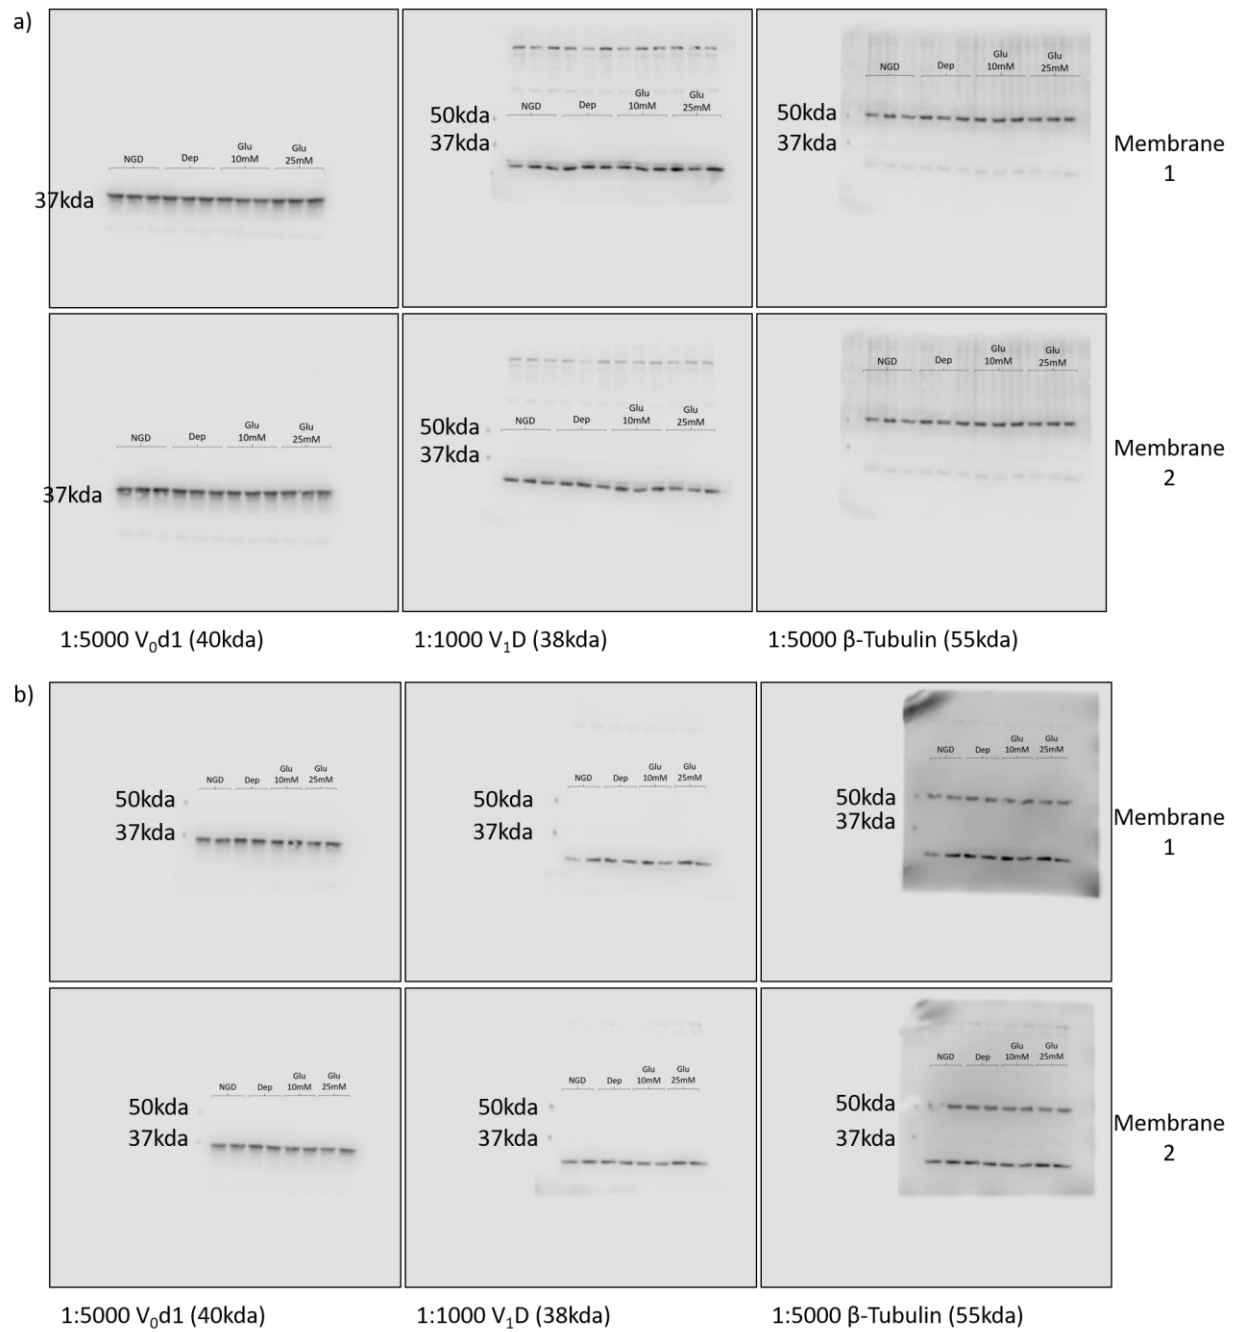 a)
NGD Dep Glu 10mM Glu 25mM
37kda
NGD Dep Glu 10mM Glu 25mM
50kda
37kda
NGD Dep Glu 10mM Glu 25mM
50kda
37kda
Membrane
1
NGD Dep Glu 10mM Glu 25mM
37kda
NGD Dep Glu 10mM Glu 25mM
50kda
37kda
NGD Dep Glu 10mM Glu 25mM
Membrane
2
1:5000 V₀d1 (40kda)
1:1000 V₁D (38kda)
1:5000 β-Tubulin (55kda)
b)
NGD Dep Glu 10mM Glu 25mM
50kda
37kda
NGD Dep Glu 10mM Glu 25mM
50kda
37kda
NGD Dep Glu 10mM Glu 25mM
50kda
37kda
Membrane
1
NGD Dep Glu 10mM Glu 25mM
50kda
37kda
NGD Dep Glu 10mM Glu 25mM
50kda
37kda
NGD Dep Glu 10mM Glu 25mM
50kda
37kda
Membrane
2
1:5000 V₀d1 (40kda)
1:1000 V₁D (38kda)
1:5000 β-Tubulin (55kda)